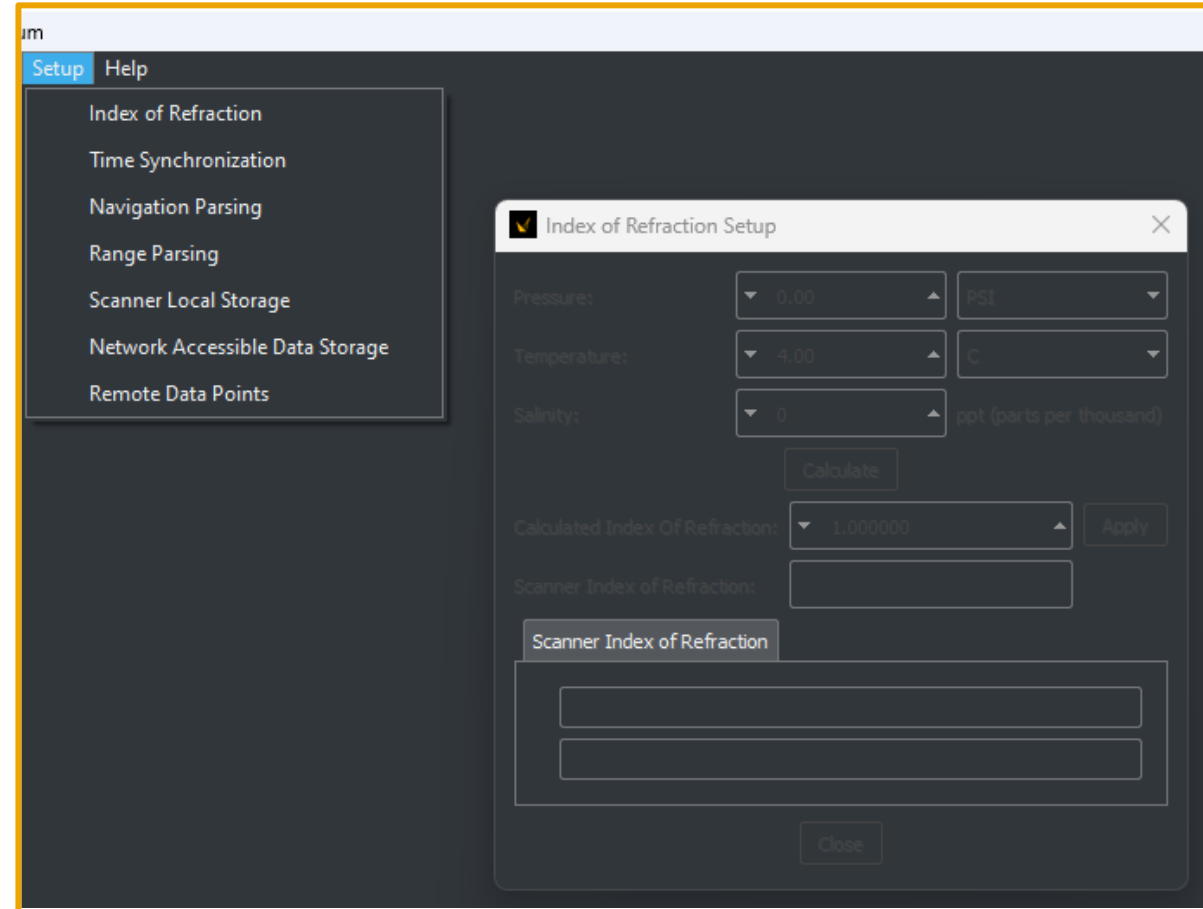 um
Setup Help
Index of Refraction
Time Synchronization
Navigation Parsing
Range Parsing
Scanner Local Storage
Network Accessible Data Storage
Remote Data Points
Index of Refraction Setup
Pressure: 0.00 PSI
Temperature: 4.00 C
Salinity: 0 ppt (parts per thousand)
Calculate
Calculated Index Of Refraction: 1.000000 Apply
Scanner Index of Refraction:
Scanner Index of Refraction
Close